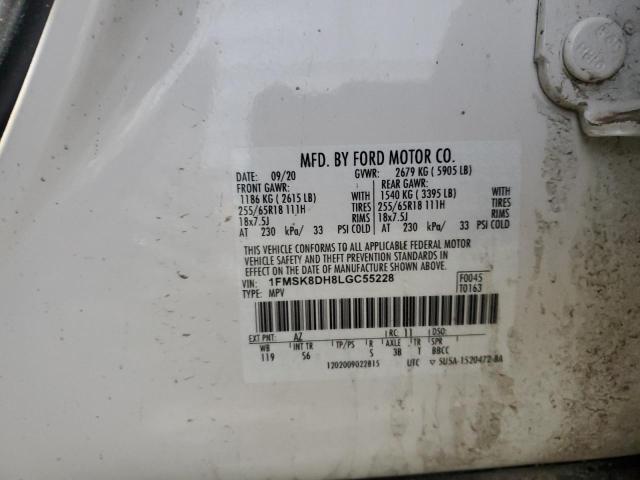 MFD. BY FORD MOTOR CO.
DATE: 09/20 GVWR: 2679 KG ( 5905 LB)
FRONT GAWR: REAR GAWR:
1186 KG ( 2615 LB) WITH 1540 KG ( 3395 LB) WITH
255/65R18 111H TIRES 255/65R18 111H TIRES
18x7.5J RIMS 18x7.5J RIMS
AT 230 kPa/ 33 PSI COLD AT 230 kPa/ 33 PSI COLD
THIS VEHICLE CONFORMS TO ALL APPLICABLE FEDERAL MOTOR
VEHICLE SAFETY AND THEFT PREVENTION STANDARDS IN
EFFECT ON THE DATE OF MANUFACTURE SHOWN ABOVE.
VIN: 1FMSK8DH8LGC55228 F0045
TYPE: MPV T0163
EXT PNT: AZ RC: 11 DSO:
WB INT TR TP/PS R AXLE TR SPR
119 56 S 3B T BBCC
1202009022815 UTC ▽ 5U5A-1520472-BA